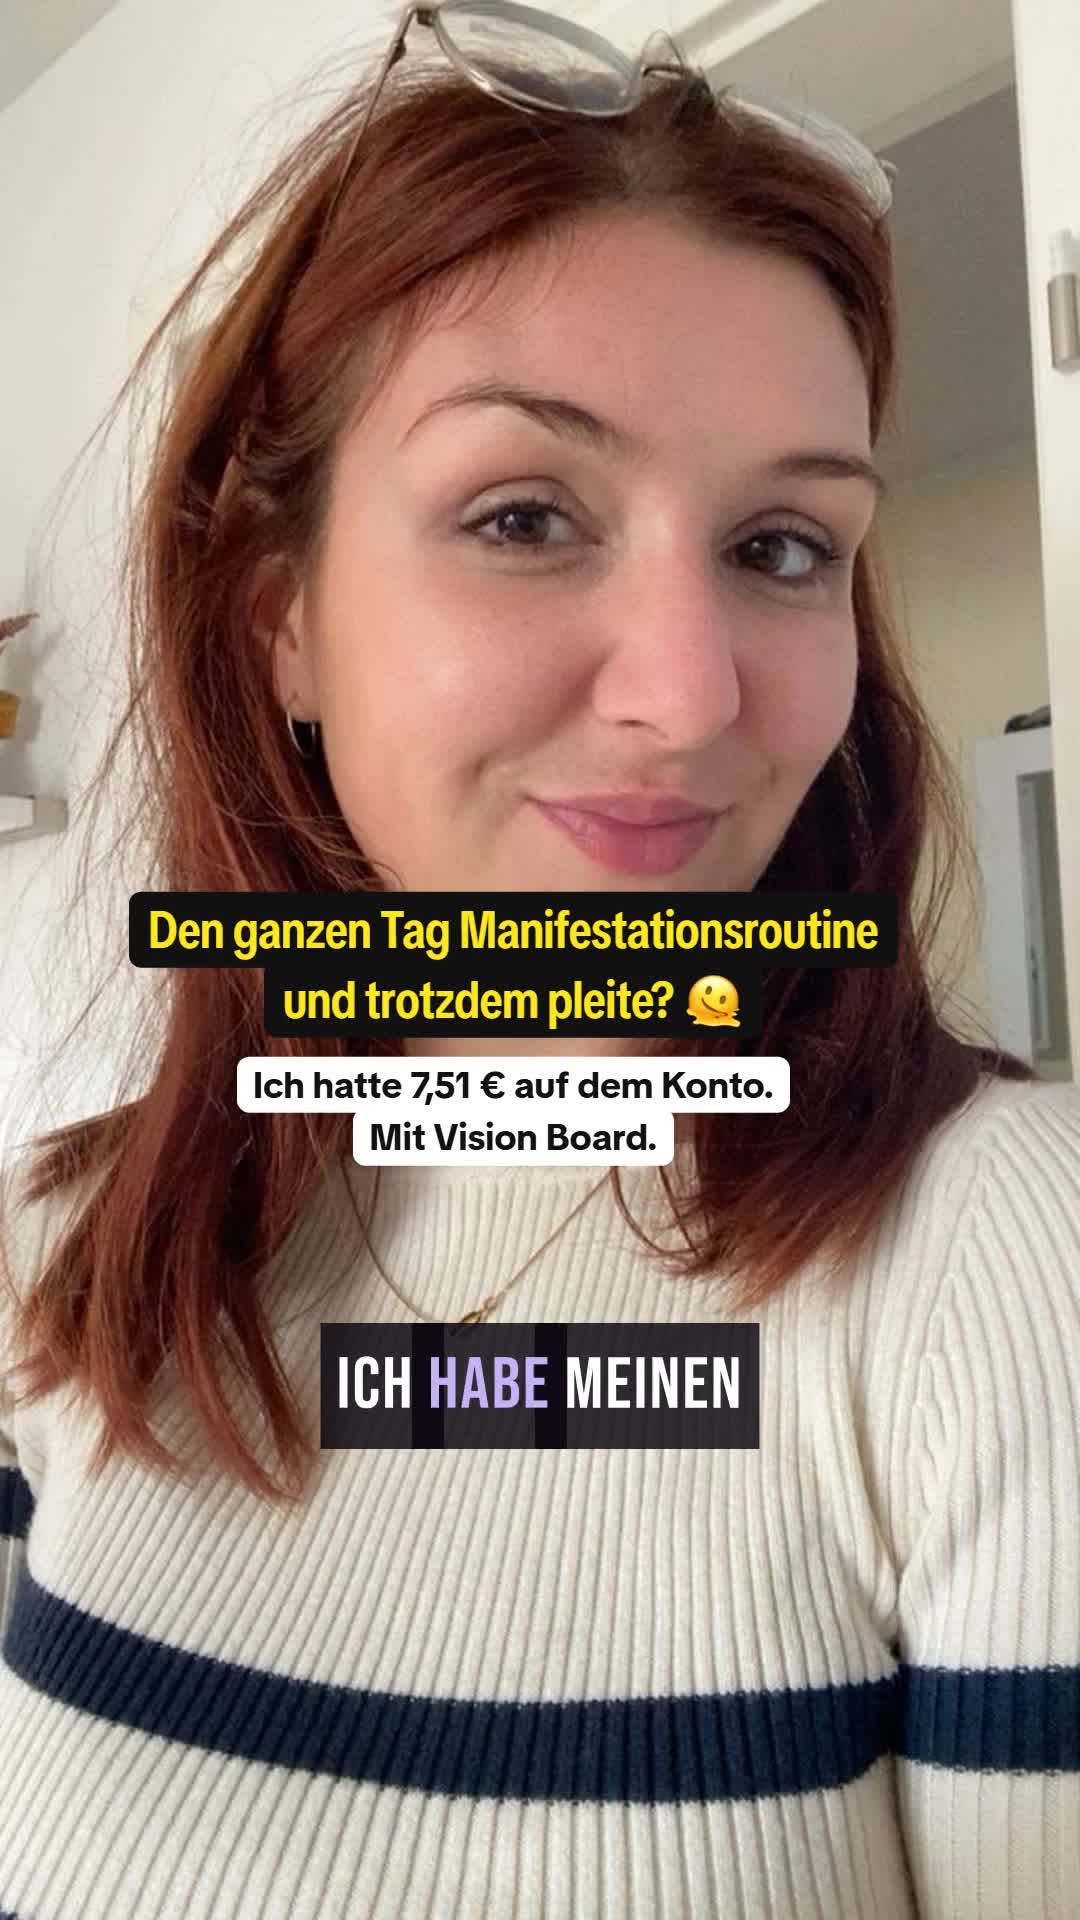 Den ganzen Tag Manifestationsroutine
und trotzdem pleite? 🫠
Ich hatte 7,51 € auf dem Konto.
Mit Vision Board.
ICH HABE MEINEN